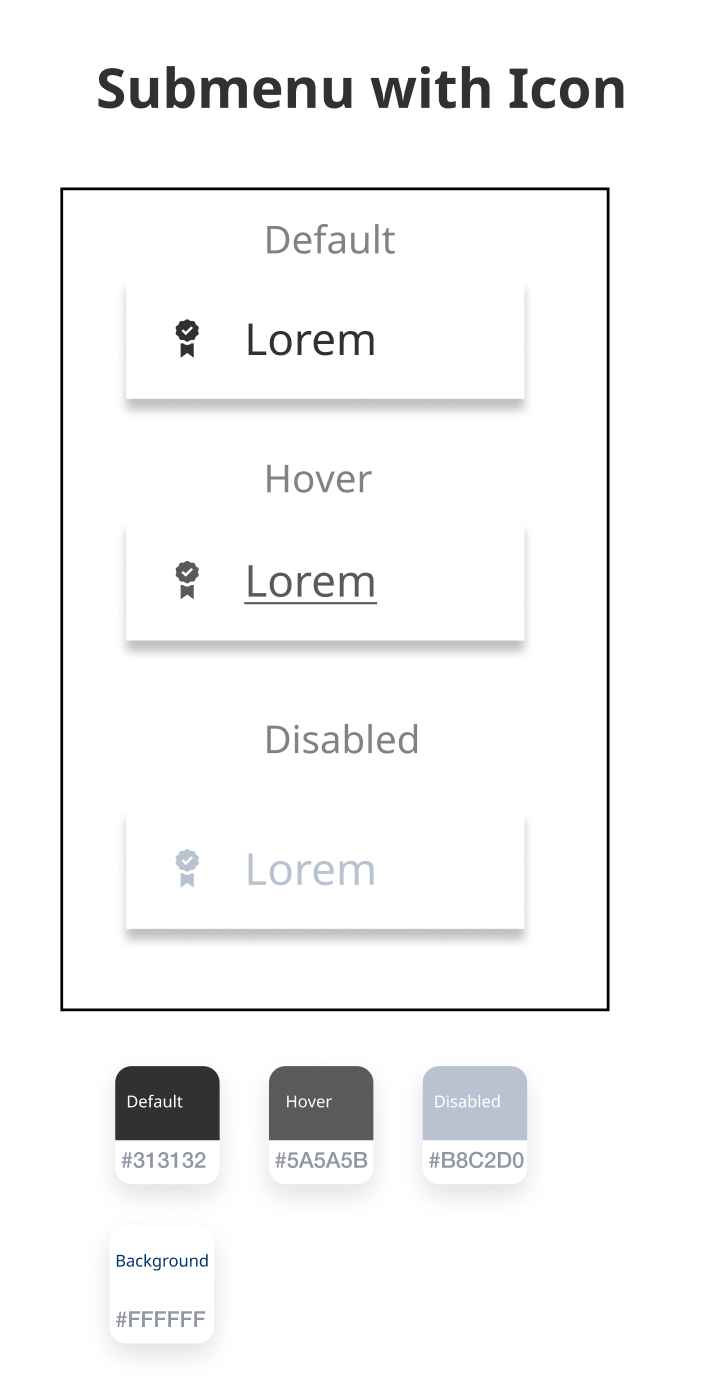 Submenu with Icon
Default
Lorem
Hover
Lorem
Disabled
Lorem
Default
Hover
Disabled
#313132
#5A5A5B
#B8C2D0
Background
#FFFFFF